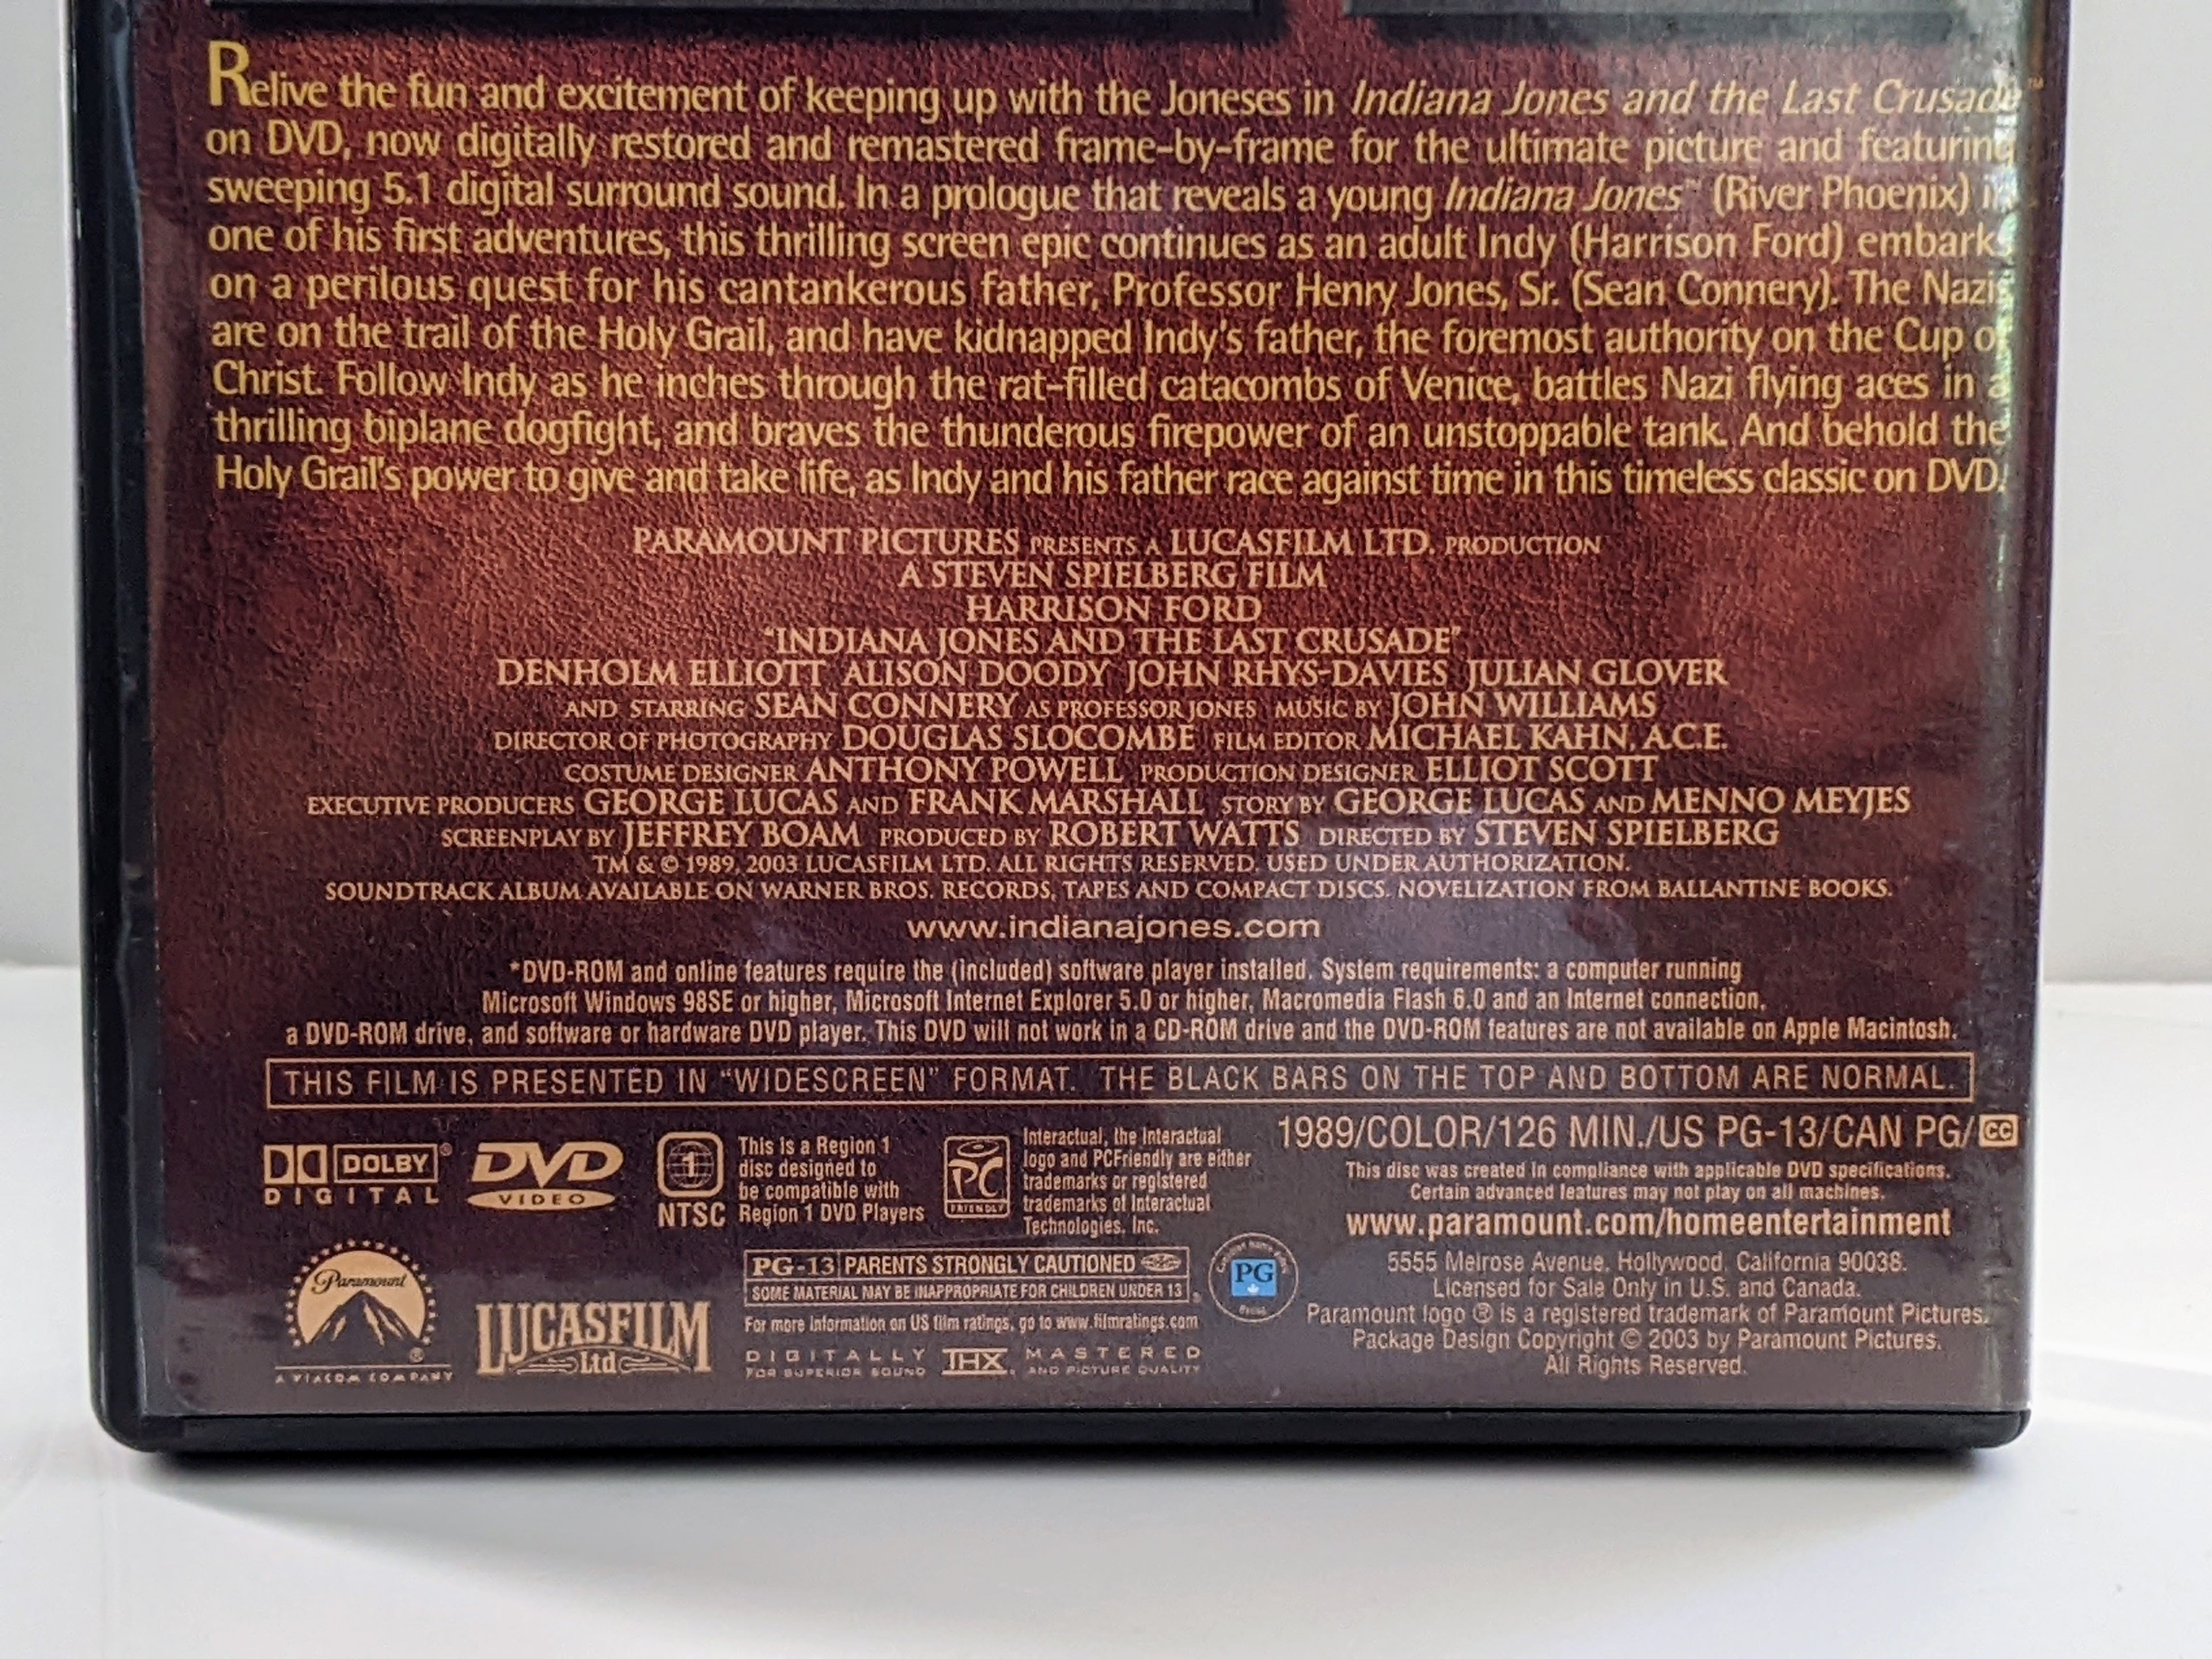 Relive the fun and excitement of keeping up with the Joneses in Indiana Jones and the Last Crusade™
on DVD, now digitally restored and remastered frame-by-frame for the ultimate picture and featuring
sweeping 5.1 digital surround sound. In a prologue that reveals a young Indiana Jones™ (River Phoenix) in
one of his first adventures, this thrilling screen epic continues as an adult Indy (Harrison Ford) embarks
on a perilous quest for his cantankerous father, Professor Henry Jones, Sr. (Sean Connery). The Nazis
are on the trail of the Holy Grail, and have kidnapped Indy's father, the foremost authority on the Cup of
Christ. Follow Indy as he inches through the rat-filled catacombs of Venice, battles Nazi flying aces in a
thrilling biplane dogfight, and braves the thunderous firepower of an unstoppable tank. And behold the
Holy Grail's power to give and take life, as Indy and his father race against time in this timeless classic on DVD.
PARAMOUNT PICTURES PRESENTS A LUCASFILM LTD. PRODUCTION
A STEVEN SPIELBERG FILM
HARRISON FORD
"INDIANA JONES AND THE LAST CRUSADE"
DENHOLM ELLIOTT ALISON DOODY JOHN RHYS-DAVIES JULIAN GLOVER
AND STARRING SEAN CONNERY AS PROFESSOR JONES MUSIC BY JOHN WILLIAMS
DIRECTOR OF PHOTOGRAPHY DOUGLAS SLOCOMBE FILM EDITOR MICHAEL KAHN, A.C.E.
COSTUME DESIGNER ANTHONY POWELL PRODUCTION DESIGNER ELLIOT SCOTT
EXECUTIVE PRODUCERS GEORGE LUCAS AND FRANK MARSHALL STORY BY GEORGE LUCAS AND MENNO MEYJES
SCREENPLAY BY JEFFREY BOAM PRODUCED BY ROBERT WATTS DIRECTED BY STEVEN SPIELBERG
TM & © 1989, 2003 LUCASFILM LTD. ALL RIGHTS RESERVED. USED UNDER AUTHORIZATION.
SOUNDTRACK ALBUM AVAILABLE ON WARNER BROS. RECORDS, TAPES AND COMPACT DISCS. NOVELIZATION FROM BALLANTINE BOOKS.
www.indianajones.com
*DVD-ROM and online features require the (included) software player installed. System requirements: a computer running
Microsoft Windows 98SE or higher, Microsoft Internet Explorer 5.0 or higher, Macromedia Flash 6.0 and an Internet connection,
a DVD-ROM drive, and software or hardware DVD player. This DVD will not work in a CD-ROM drive and the DVD-ROM features are not available on Apple Macintosh.
THIS FILM IS PRESENTED IN "WIDESCREEN" FORMAT. THE BLACK BARS ON THE TOP AND BOTTOM ARE NORMAL.
DOLBY®
DIGITAL
DVD
VIDEO
1
NTSC
This is a Region 1
disc designed to
be compatible with
Region 1 DVD Players
PC
FRIENDLY
Interactual, the Interactual
logo and PCFriendly are either
trademarks or registered
trademarks of Interactual
Technologies, Inc.
1989/COLOR/126 MIN./US PG-13/CAN PG/CC
This disc was created in compliance with applicable DVD specifications.
Certain advanced features may not play on all machines.
www.paramount.com/homeentertainment
5555 Melrose Avenue, Hollywood, California 90038.
Licensed for Sale Only in U.S. and Canada.
Paramount logo ® is a registered trademark of Paramount Pictures.
Package Design Copyright © 2003 by Paramount Pictures.
All Rights Reserved.
Paramount
®
A VIACOM COMPANY
LUCASFILM
Ltd
PG-13 PARENTS STRONGLY CAUTIONED
SOME MATERIAL MAY BE INAPPROPRIATE FOR CHILDREN UNDER 13 ®
For more information on US film ratings, go to www.filmratings.com
DIGITALLY THX® MASTERED
FOR SUPERIOR SOUND AND PICTURE QUALITY
PG